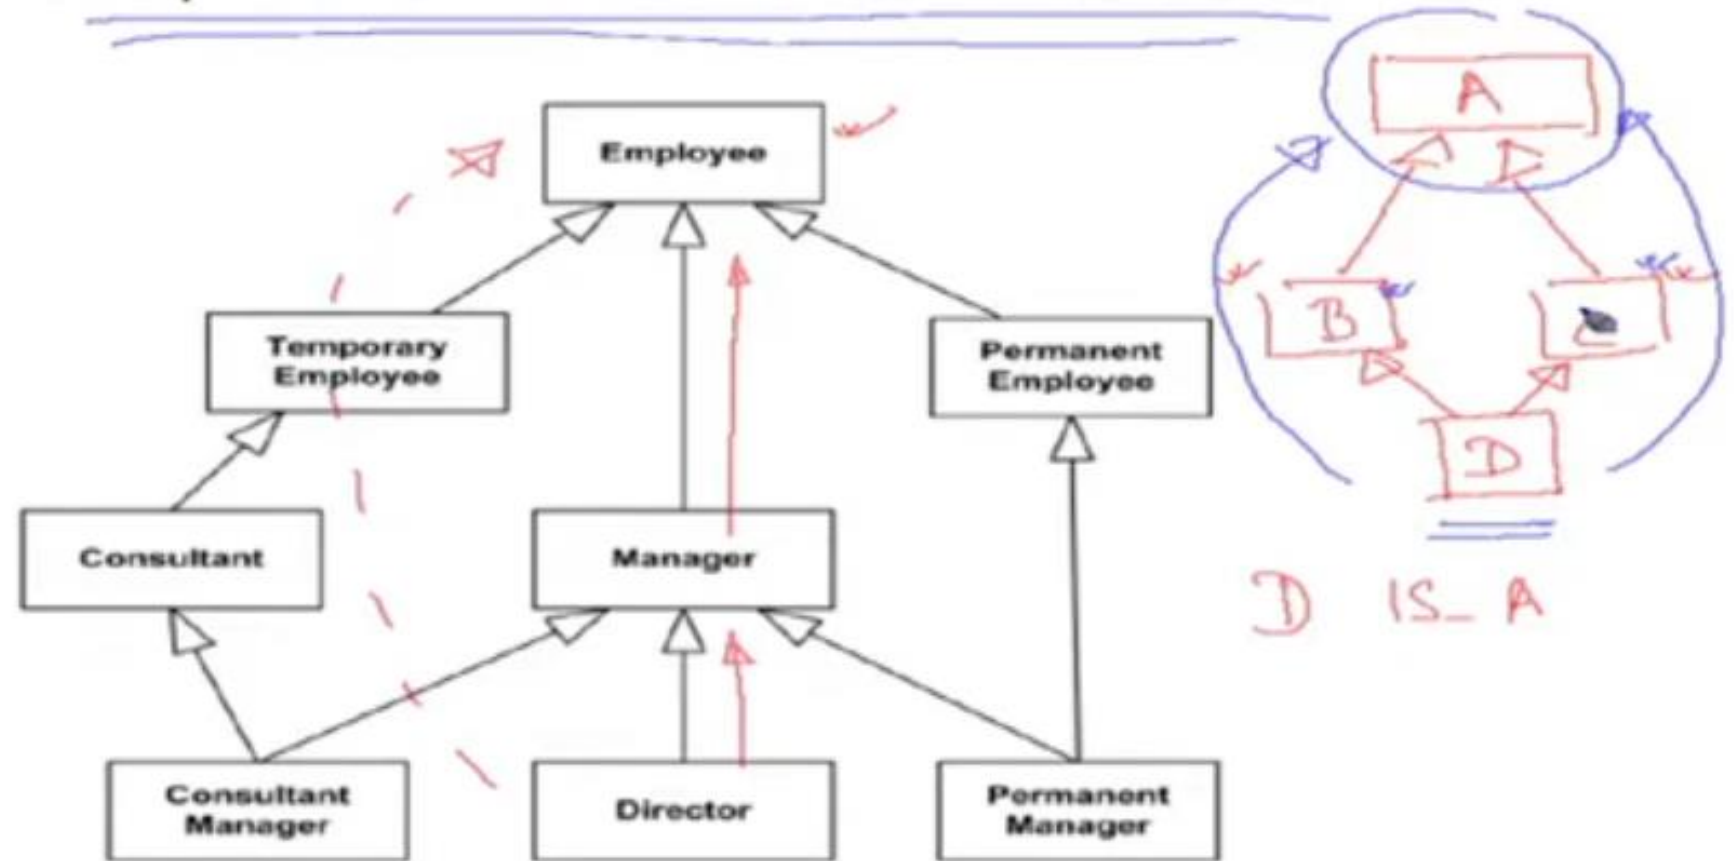 Employee
A
Temporary
Employee
Permanent
Employee
B
D
Consultant
Manager
D IS_A
Consultant
Manager
Director
Permanent
Manager